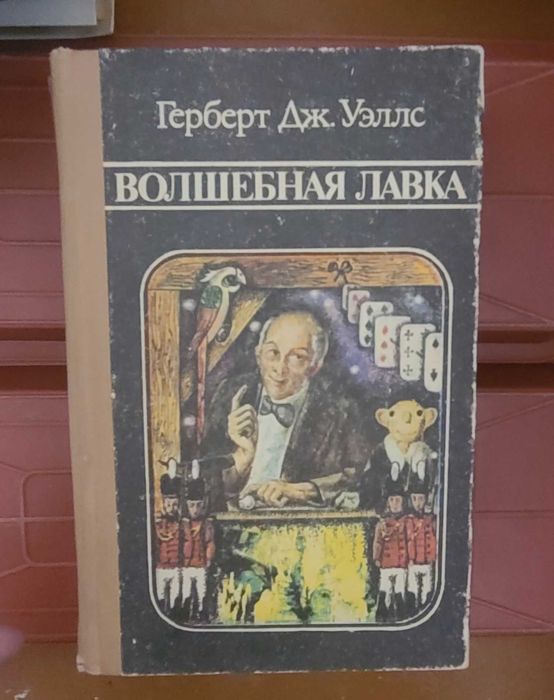 Герберт Дж. Уэллс
ВОЛШЕБНАЯ ЛАВКА